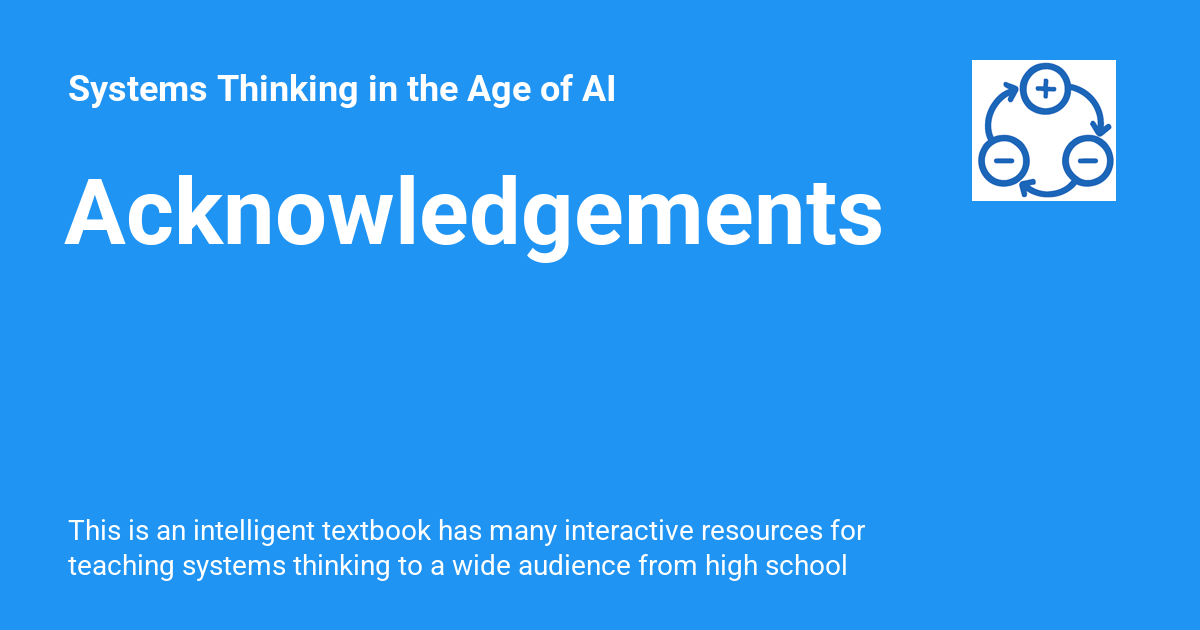 Systems Thinking in the Age of AI
Acknowledgements
This is an intelligent textbook has many interactive resources for
teaching systems thinking to a wide audience from high school